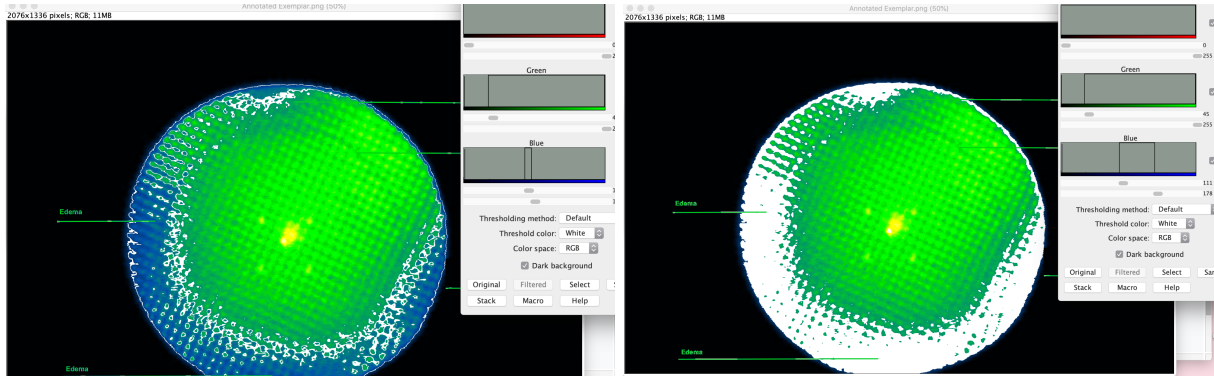 Annotated Exemplar.png (50%)
2076x1336 pixels; RGB; 11MB
0
Green
Blue
Edema
Thresholding method: Default
Threshold color: White
Color space: RGB
Dark background
Original Filtered Select
Stack Macro Help
Edema
Annotated Exemplar.png (50%)
2076x1336 pixels; RGB; 11MB
0
255
Green
45
255
Blue
111
178
Edema
Thresholding method: Default
Threshold color: White
Color space: RGB
Dark background
Original Filtered Select
Stack Macro Help
Edema